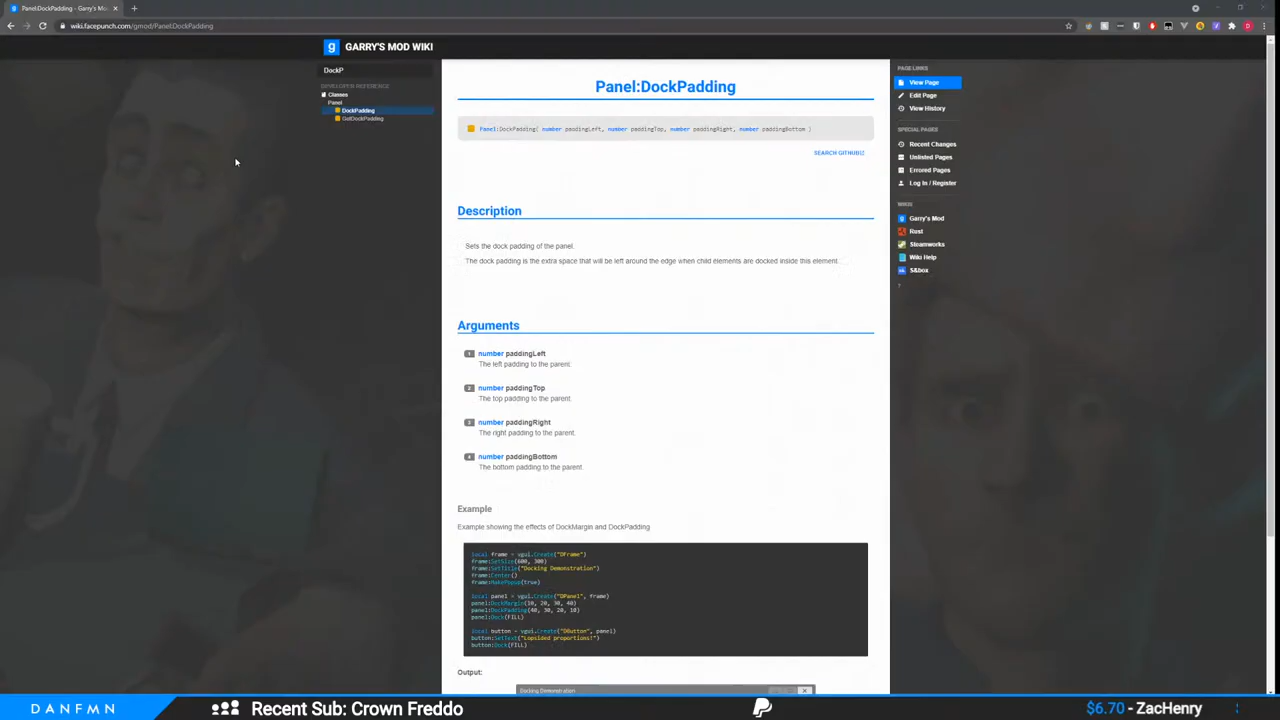 Panel:DockPadding - Garry's M
wiki.facepunch.com/gmod/Panel:DockPadding
g GARRY'S MOD WIKI
DockP
DEVELOPER REFERENCE
Classes
Panel
DockPadding
GetDockPadding
Panel:DockPadding
Panel:DockPadding( number paddingLeft, number paddingTop, number paddingRight, number paddingBottom )
SEARCH GITHUB
Description
Sets the dock padding of the panel.
The dock padding is the extra space that will be left around the edge when child elements are docked inside this element.
Arguments
1 number paddingLeft
The left padding to the parent.
2 number paddingTop
The top padding to the parent.
3 number paddingRight
The right padding to the parent.
4 number paddingBottom
The bottom padding to the parent.
Example
Example showing the effects of DockMargin and DockPadding
local frame = vgui.Create("DFrame")
frame:SetSize(600, 300)
frame:SetTitle("Docking Demonstration")
frame:Center()
frame:MakePopup(true)
local panel = vgui.Create("DPanel", frame)
panel:DockMargin(10, 20, 30, 40)
panel:DockPadding(40, 30, 20, 10)
panel:Dock(FILL)
local button = vgui.Create("DButton", panel)
button:SetText("Lopsided proportions!")
button:Dock(FILL)
Output:
Docking Demonstration
PAGE LINKS
View Page
Edit Page
View History
SPECIAL PAGES
Recent Changes
Unlisted Pages
Errored Pages
Log In / Register
WIKIS
g Garry's Mod
Rust
Steamworks
Wiki Help
S&box
?
DANFMN
Recent Sub: Crown Freddo
$6.70 - ZacHenry